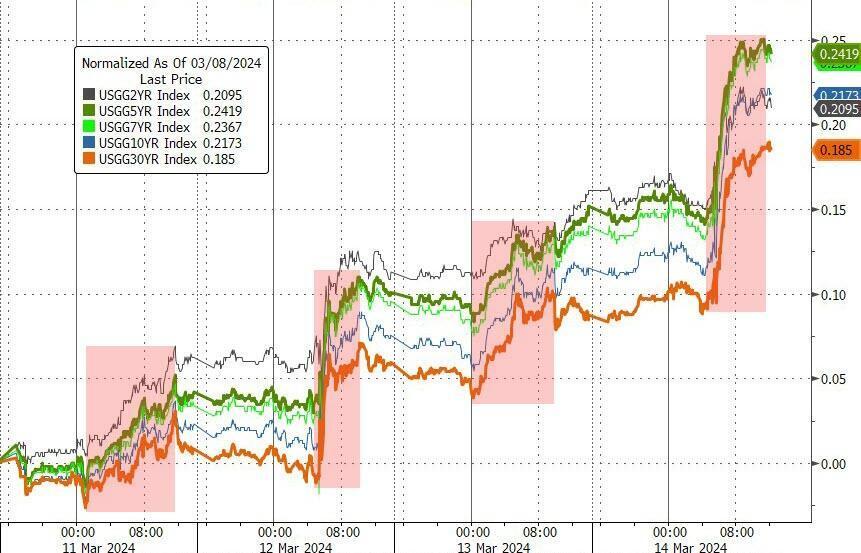 Normalized As Of 03/08/2024
Last Price
USGG2YR Index 0.2095
USGG5YR Index 0.2419
USGG7YR Index 0.2367
USGG10YR Index 0.2173
USGG30YR Index 0.185
0.25
0.2419
0.2367
0.2173
0.2095
0.20
0.185
0.15
0.10
0.05
0.00
00:00 08:00 00:00 08:00 00:00 08:00 00:00 08:00
11 Mar 2024 12 Mar 2024 13 Mar 2024 14 Mar 2024